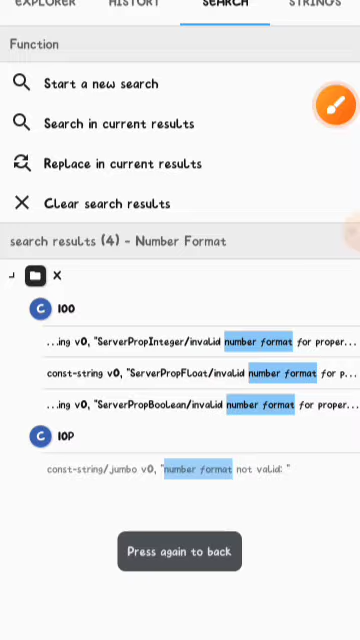 EXPLORER HISTORY SEARCH STRINGS
Function
Start a new search
Search in current results
Replace in current results
Clear search results
search results (4) - Number Format
X
IOO
...ing v0, "ServerPropInteger/invalid number format for proper...
const-string v0, "ServerPropFloat/invalid number format for p...
...ing v0, "ServerPropBoolean/invalid number format for proper...
IOP
const-string/jumbo v0, "number format not valid: "
Press again to back